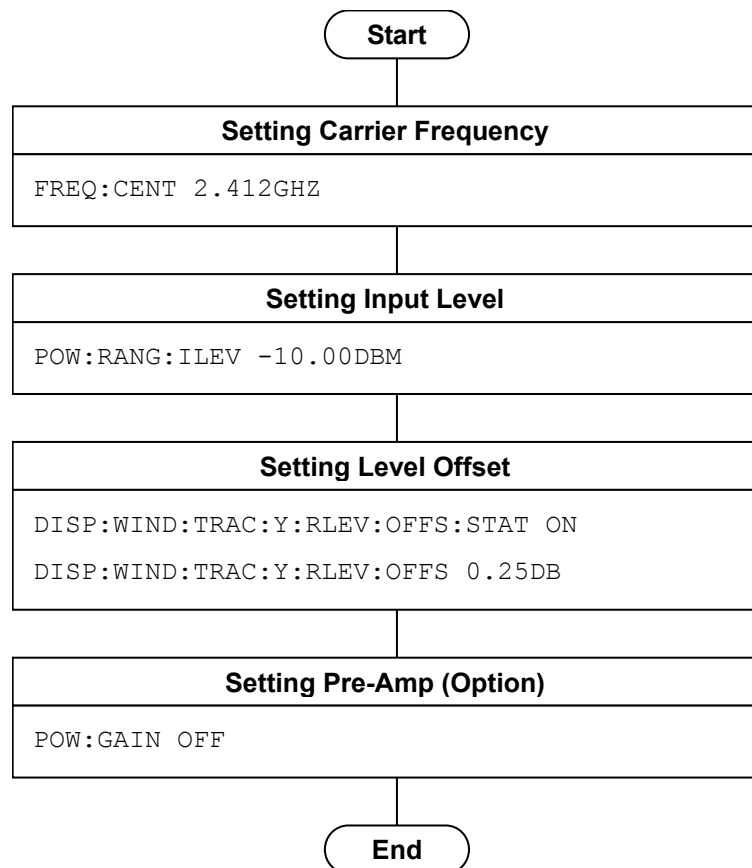 Start
Setting Carrier Frequency
FREQ:CENT 2.412GHZ
Setting Input Level
POW:RANG:ILEV -10.00DBM
Setting Level Offset
DISP:WIND:TRAC:Y:RLEV:OFFS:STAT ON
DISP:WIND:TRAC:Y:RLEV:OFFS 0.25DB
Setting Pre-Amp (Option)
POW:GAIN OFF
End